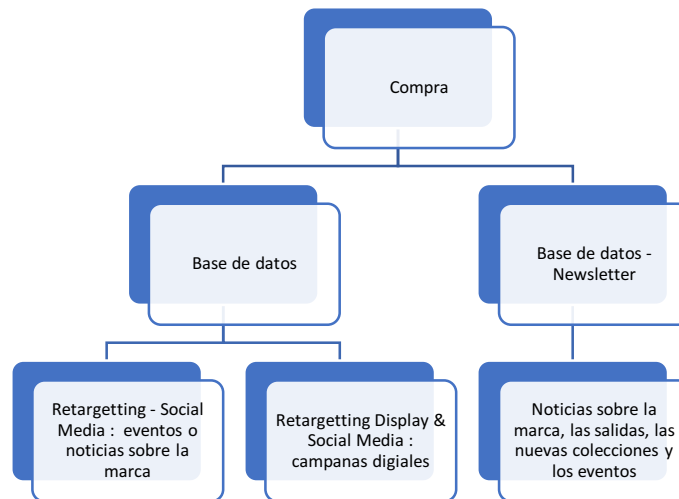 Compra
Base de datos
Base de datos -
Newsletter
Retargetting - Social
Media : eventos o
noticias sobre la
marca
Retargetting Display &
Social Media :
campanas digiales
Noticias sobre la
marca, las salidas, las
nuevas colecciones y
los eventos